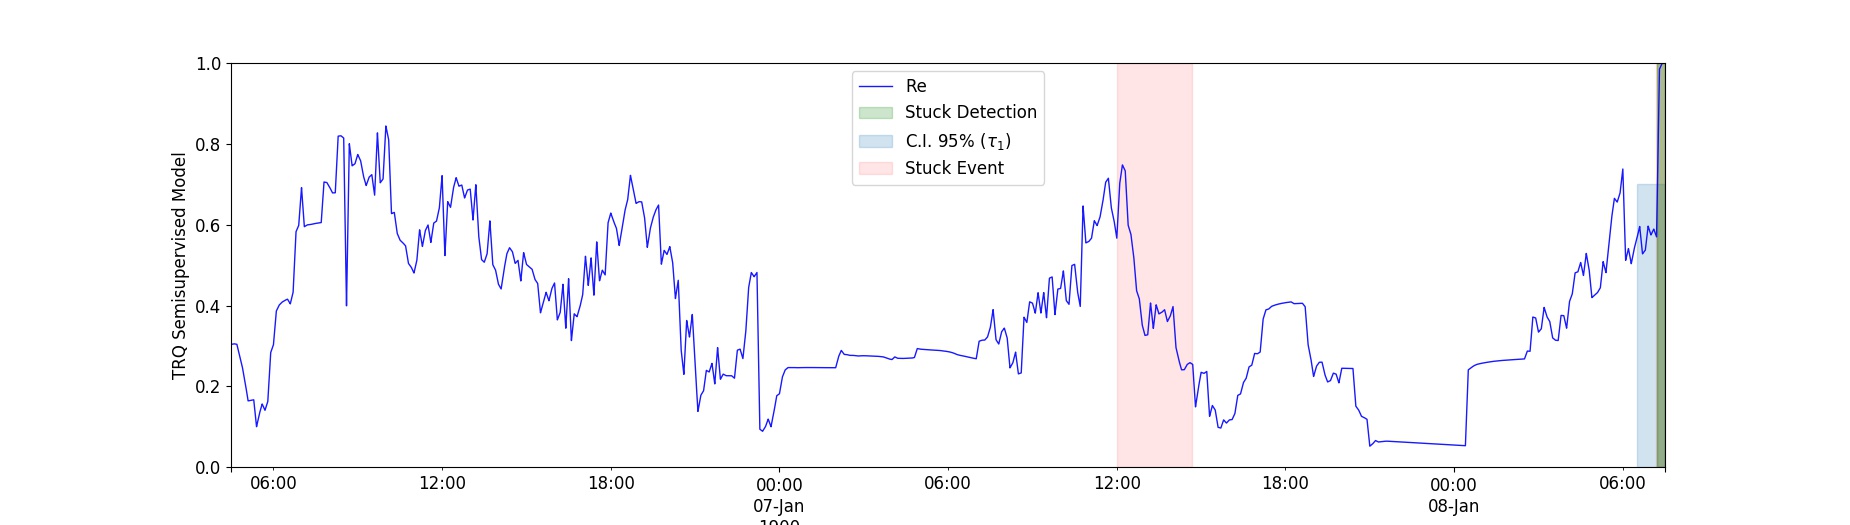 1.0
0.8
0.6
0.4
0.2
0.0
TRQ Semisupervised Model
Re
Stuck Detection
C.I. 95% (τ₁)
Stuck Event
06:00 12:00 18:00 00:00 06:00 12:00 18:00 00:00 06:00
07-Jan 08-Jan